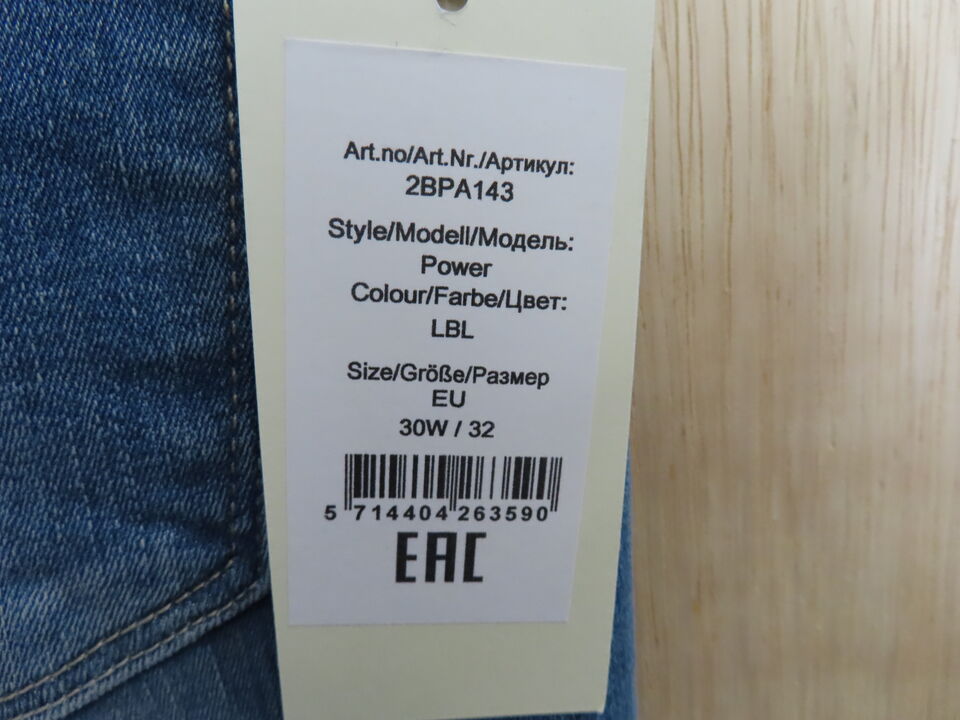 Art.no/Art.Nr./Артикул:
2BPA143
Style/Modell/Модель:
Power
Colour/Farbe/Цвет:
LBL
Size/Größe/Размер
EU
30W / 32
5 714404 263590
EAC